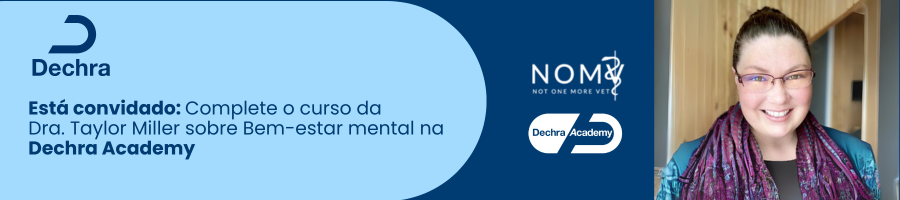 Dechra
Está convidado: Complete o curso da
Dra. Taylor Miller sobre Bem-estar mental na
Dechra Academy
NOMV
NOT ONE MORE VET
Dechra Academy